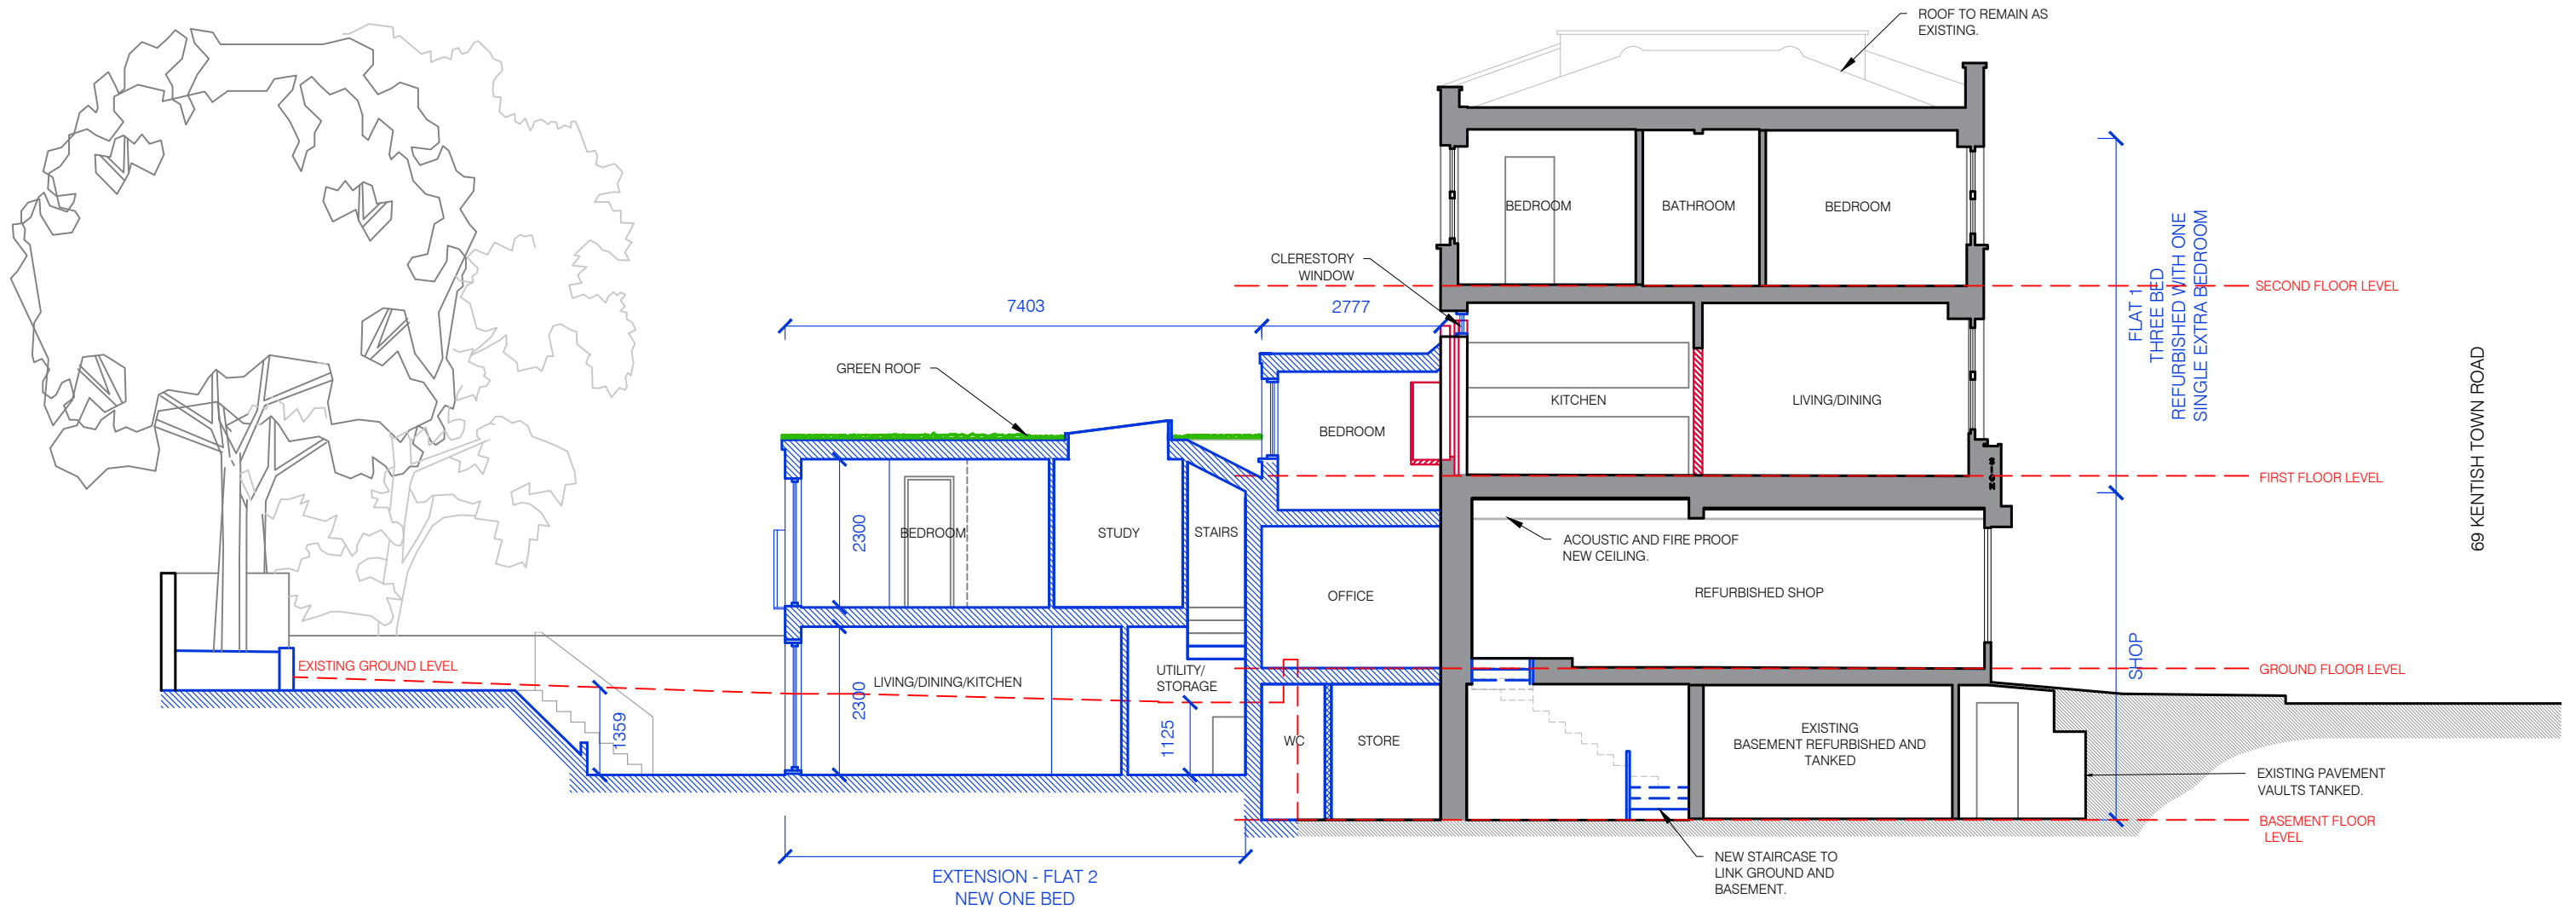 ROOF TO REMAIN AS
EXISTING.
BEDROOM
BATHROOM
BEDROOM
CLERESTORY
WINDOW
SECOND FLOOR LEVEL
7403
2777
GREEN ROOF
BEDROOM
KITCHEN
LIVING/DINING
FLAT 1
THREE BED
REFURBISHED WITH ONE
SINGLE EXTRA BEDROOM
69 KENTISH TOWN ROAD
SIGN
FIRST FLOOR LEVEL
2300
BEDROOM
STUDY
STAIRS
ACOUSTIC AND FIRE PROOF
NEW CEILING.
OFFICE
REFURBISHED SHOP
SHOP
EXISTING GROUND LEVEL
GROUND FLOOR LEVEL
LIVING/DINING/KITCHEN
2300
UTILITY/
STORAGE
1359
1125
WC
STORE
EXISTING
BASEMENT REFURBISHED AND
TANKED
EXISTING PAVEMENT
VAULTS TANKED.
BASEMENT FLOOR
LEVEL
NEW STAIRCASE TO
LINK GROUND AND
BASEMENT.
EXTENSION - FLAT 2
NEW ONE BED